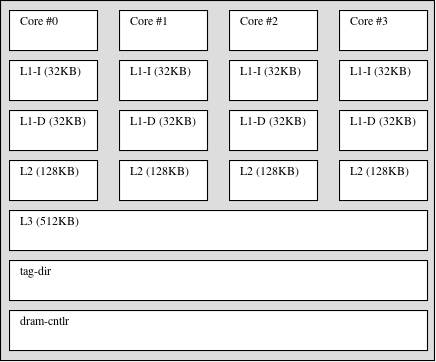 Core #0 Core #1 Core #2 Core #3
L1-I (32KB) L1-I (32KB) L1-I (32KB) L1-I (32KB)
L1-D (32KB) L1-D (32KB) L1-D (32KB) L1-D (32KB)
L2 (128KB) L2 (128KB) L2 (128KB) L2 (128KB)
L3 (512KB)
tag-dir
dram-cntlr